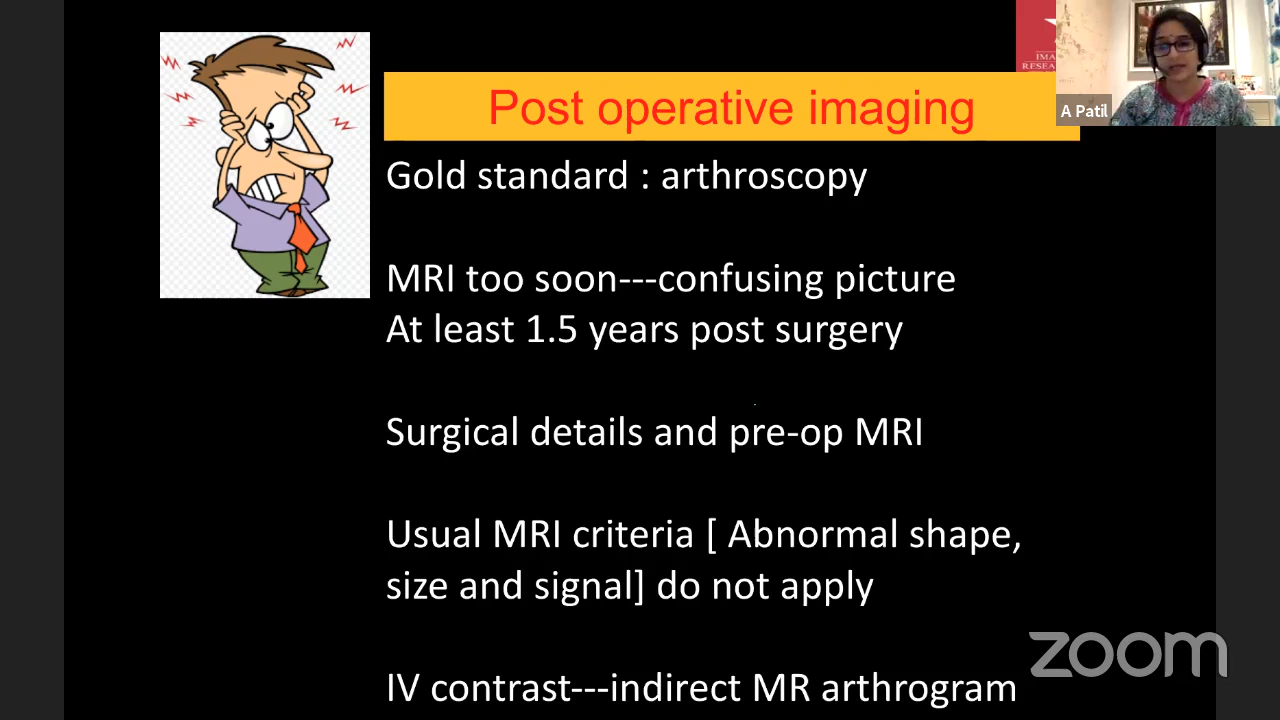 Post operative imaging
A Patil
Gold standard : arthroscopy
MRI too soon---confusing picture
At least 1.5 years post surgery
Surgical details and pre-op MRI
Usual MRI criteria [ Abnormal shape,
size and signal] do not apply
IV contrast---indirect MR arthrogram
zoom